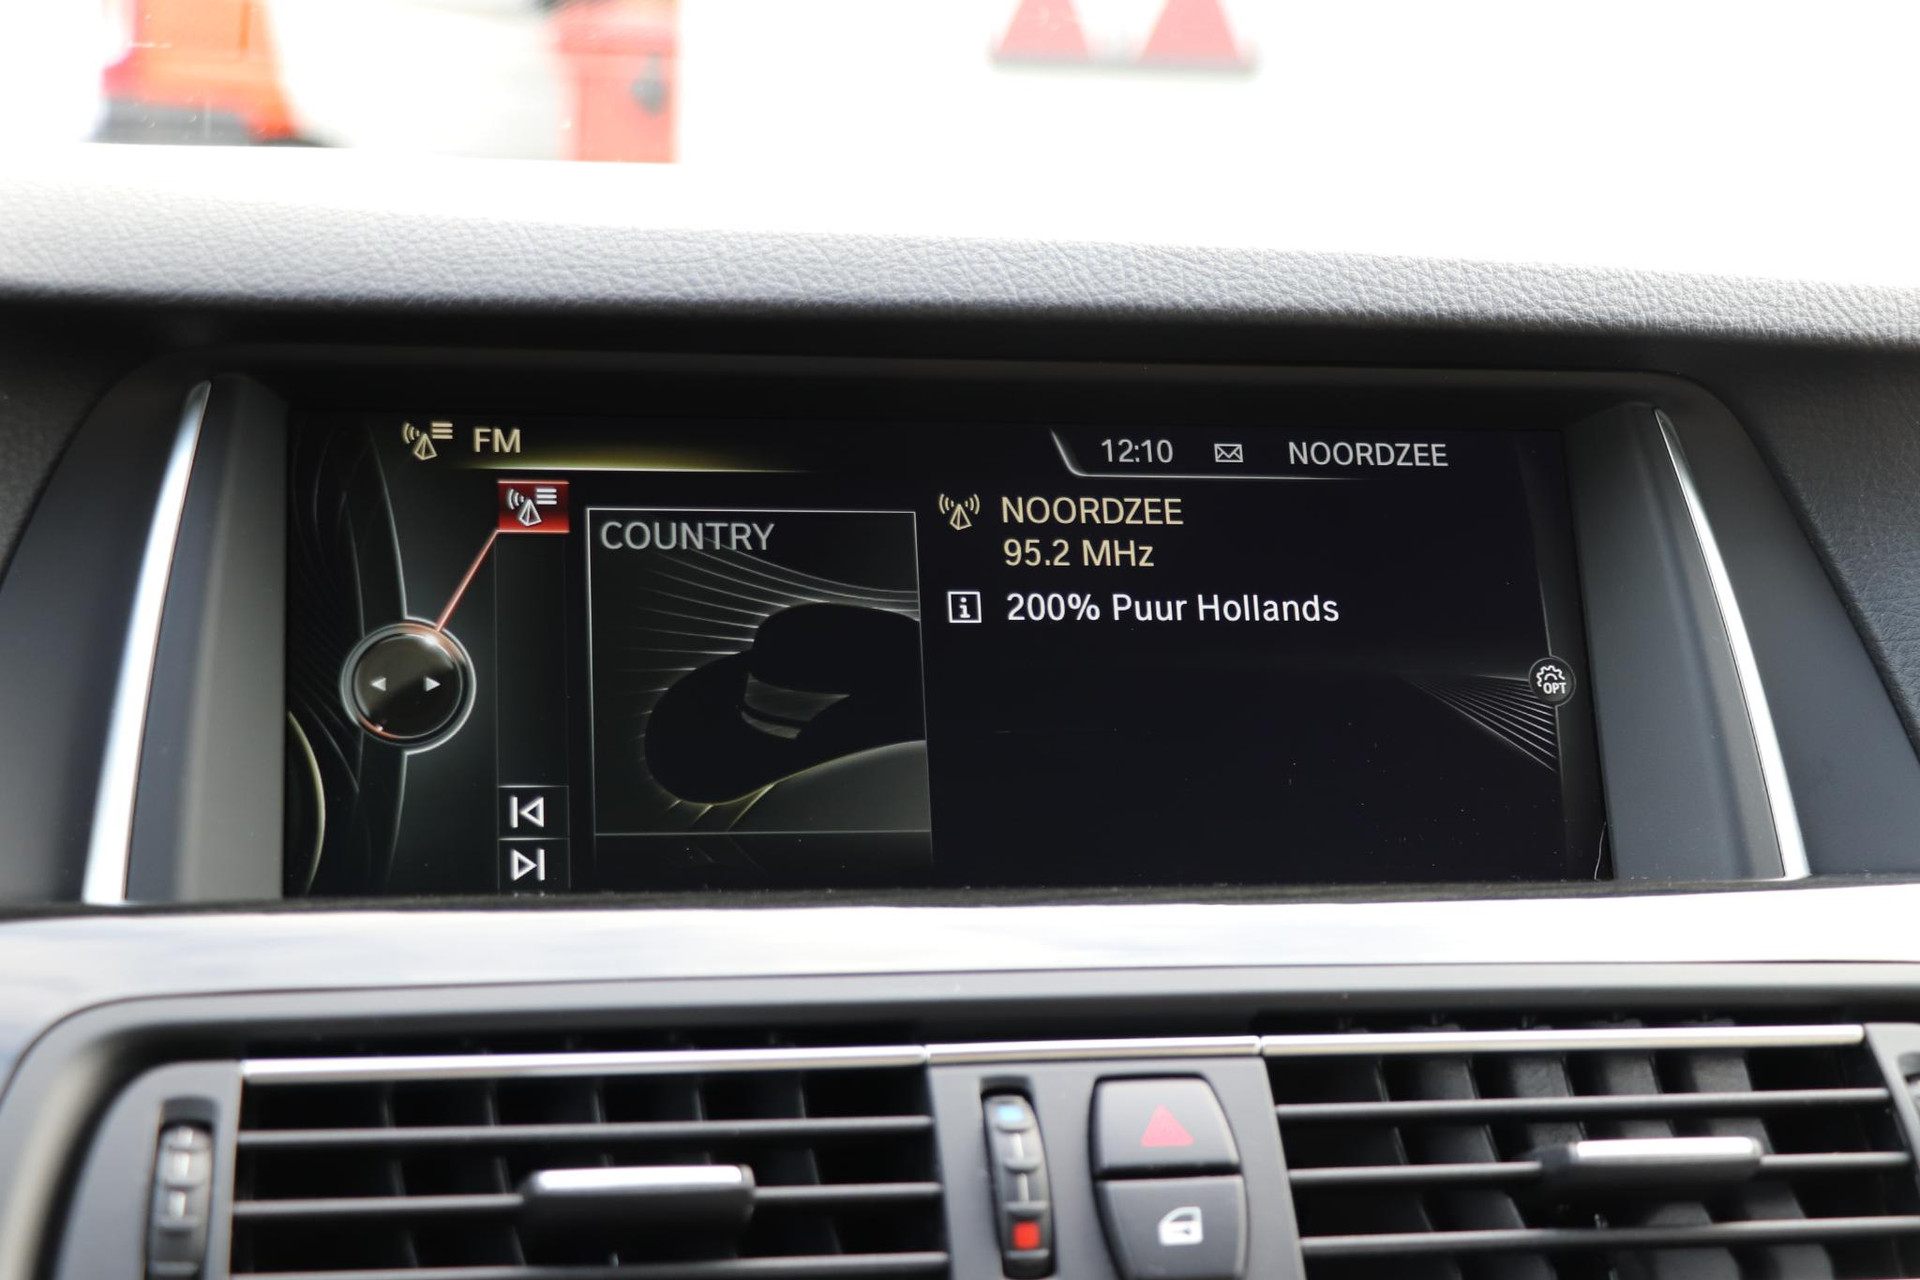 FM
12:10 NOORDZEE
COUNTRY
NOORDZEE
95.2 MHz
200% Puur Hollands
OPT